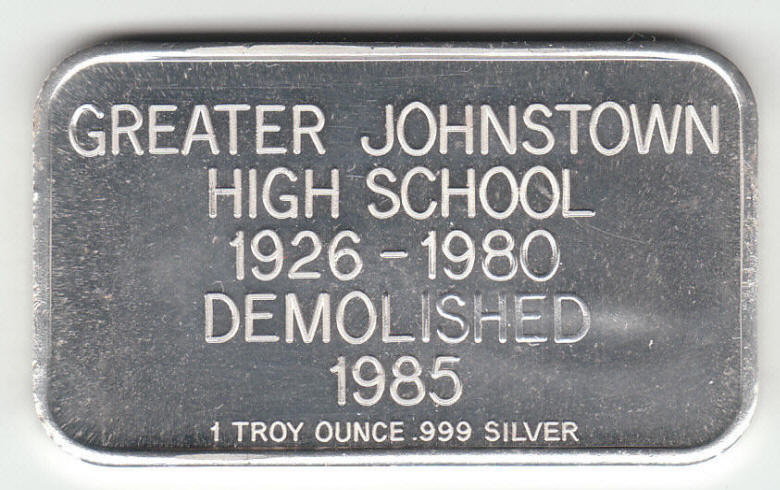 GREATER JOHNSTOWN
HIGH SCHOOL
1926 - 1980
DEMOLISHED
1985
1 TROY OUNCE .999 SILVER